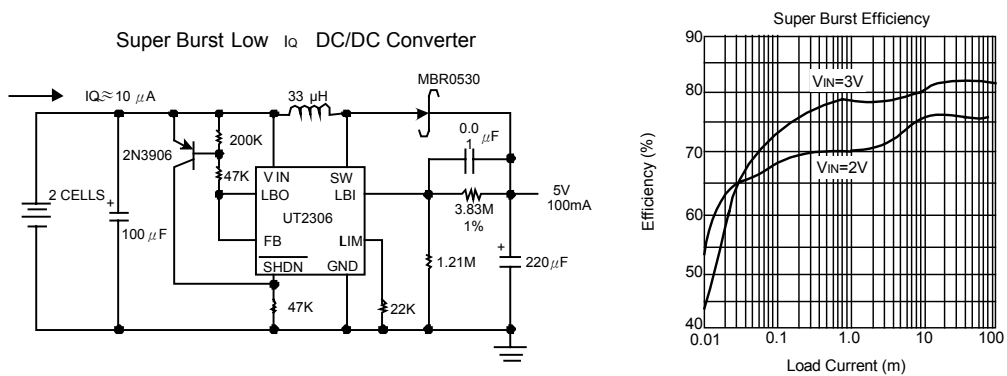 Super Burst Low IQ DC/DC Converter
IQ≈10 μA
33 μH
MBR0530
2N3906
200K
47K
0.0
1 μF
VIN
SW
LBO
LBI
UT2306
FB
LIM
SHDN
GND
2 CELLS
+
100μF
3.83M
1%
5V
100mA
1.21M
+
220μF
47K
22K
Super Burst Efficiency
90
80
70
60
50
40
Efficiency (%)
VIN=3V
VIN=2V
0.01
0.1
1.0
10
100
Load Current (m)